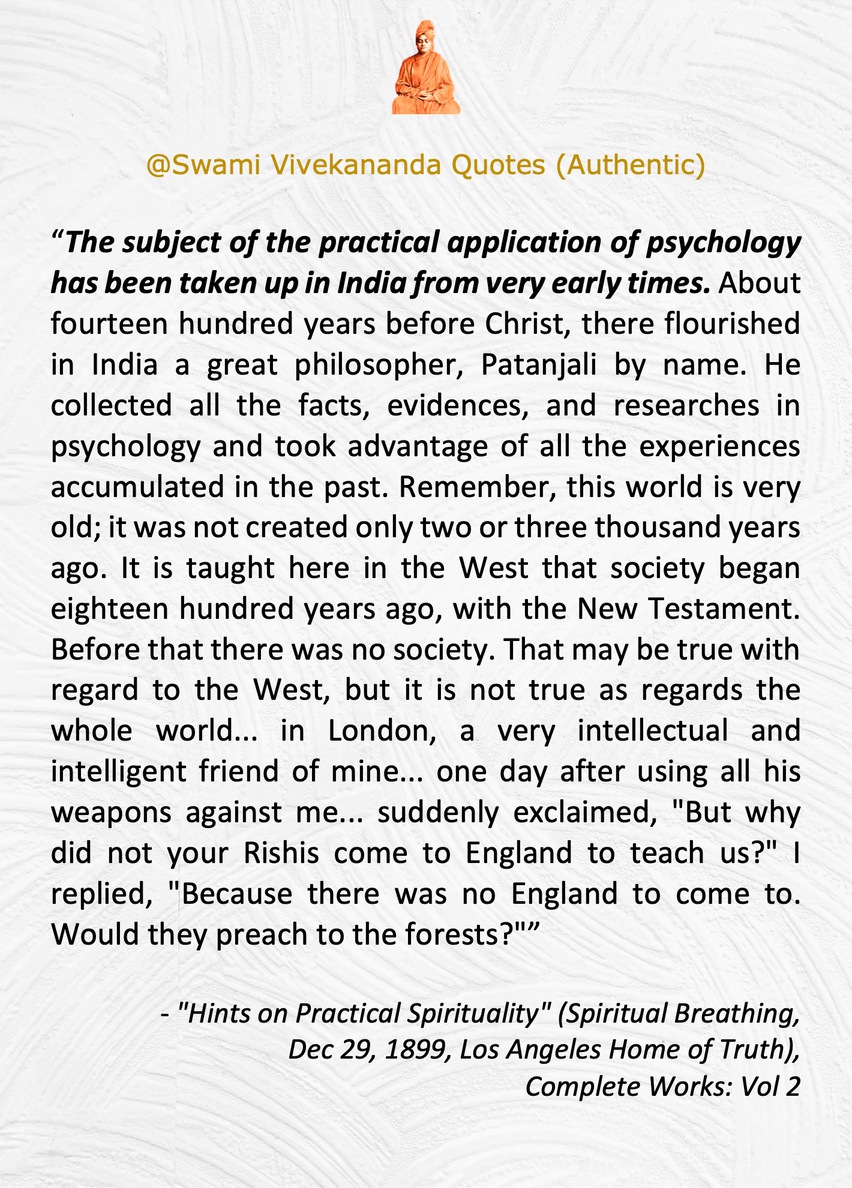 @Swami Vivekananda Quotes (Authentic)
“The subject of the practical application of psychology
has been taken up in India from very early times. About
fourteen hundred years before Christ, there flourished
in India a great philosopher, Patanjali by name. He
collected all the facts, evidences, and researches in
psychology and took advantage of all the experiences
accumulated in the past. Remember, this world is very
old; it was not created only two or three thousand years
ago. It is taught here in the West that society began
eighteen hundred years ago, with the New Testament.
Before that there was no society. That may be true with
regard to the West, but it is not true as regards the
whole world... in London, a very intellectual and
intelligent friend of mine... one day after using all his
weapons against me... suddenly exclaimed, "But why
did not your Rishis come to England to teach us?" I
replied, "Because there was no England to come to.
Would they preach to the forests?"”
- "Hints on Practical Spirituality" (Spiritual Breathing,
Dec 29, 1899, Los Angeles Home of Truth),
Complete Works: Vol 2